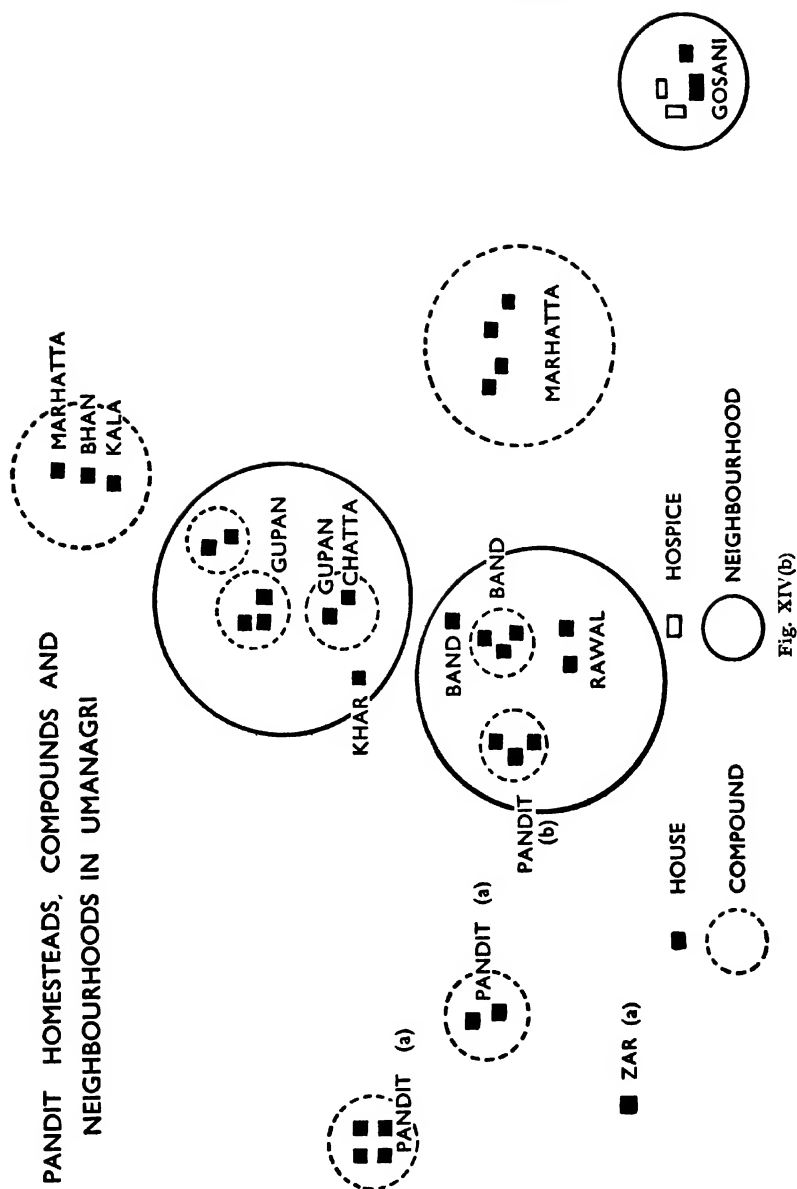 PANDIT HOMESTEADS, COMPOUNDS AND
NEIGHBOURHOODS IN UMANAGRI
MARHATTA
BHAN
KALA
GUPAN
GUPAN
CHATTA
KHAR
PANDIT (a)
PANDIT (a)
PANDIT
(b)
BAND
BAND
RAWAL
MARHATTA
GOSANI
ZAR (a)
HOUSE
HOSPICE
COMPOUND
NEIGHBOURHOOD
Fig. XIV(b)